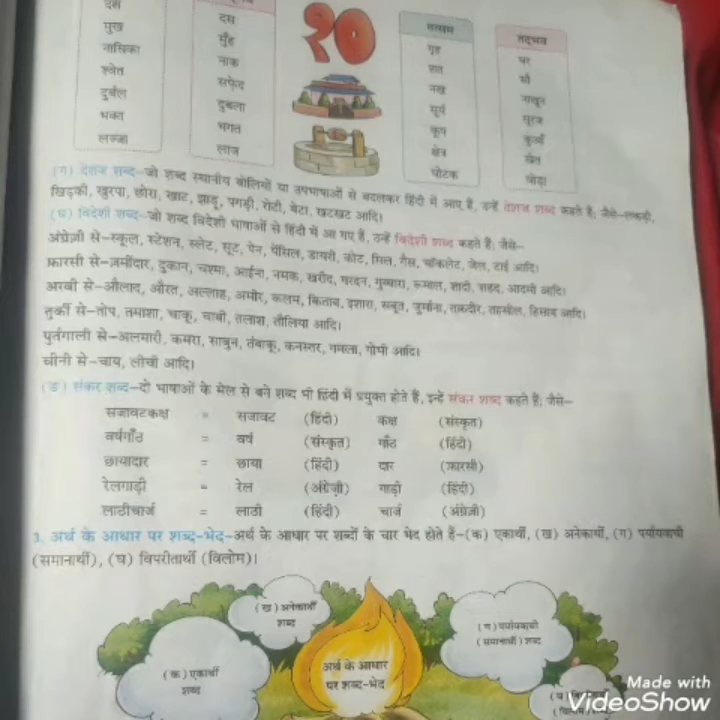 मुख मुँह
नासिका नाक
श्वेत सफ़ेद
दुर्बल दुबला
भक्त भगत
लज्जा लाज
१०
तत्सम तद्भव
गृह घर
शत सौ
नख नाखून
सूर्य सूरज
कूप कुआँ
क्षेत्र खेत
घोटक घोड़ा
(ग) देशज शब्द–जो शब्द स्थानीय बोलियों या उपभाषाओं से बदलकर हिंदी में आए हैं, उन्हें देशज शब्द कहते हैं; जैसे–लकड़ी,
खिड़की, खुरपा, छोरा, खाट, झाड़ू, पगड़ी, रोटी, बेटा, खटखट आदि।
(घ) विदेशी शब्द–जो शब्द विदेशी भाषाओं से हिंदी में आ गए हैं, उन्हें विदेशी शब्द कहते हैं; जैसे–
अंग्रेज़ी से–स्कूल, स्टेशन, स्लेट, सूट, पेन, पेंसिल, डायरी, कोट, मिल, गैस, चॉकलेट, जेल, टाई आदि।
फ़ारसी से–ज़मींदार, दुकान, चश्मा, आईना, नमक, खरीद, परदन, गुब्बारा, रूमाल, शादी, शहद, आदमी आदि।
अरबी से–औलाद, औरत, अल्लाह, अमीर, कलम, किताब, इशारा, सबूत, जुर्माना, तकदीर, तहसील, हिसाब आदि।
तुर्की से–तोप, तमाशा, चाकू, चाबी, तलाश, तौलिया आदि।
पुर्तगाली से–अलमारी, कमरा, साबुन, तंबाकू, कनस्तर, गमला, गोभी आदि।
चीनी से–चाय, लीची आदि।
(ङ) संकर शब्द–दो भाषाओं के मेल से बने शब्द भी हिंदी में प्रयुक्त होते हैं, इन्हें संकर शब्द कहते हैं; जैसे–
सजावटकक्ष = सजावट (हिंदी) कक्ष (संस्कृत)
वर्षगाँठ = वर्ष (संस्कृत) गाँठ (हिंदी)
छायादार = छाया (हिंदी) दार (फ़ारसी)
रेलगाड़ी = रेल (अंग्रेज़ी) गाड़ी (हिंदी)
लाठीचार्ज = लाठी (हिंदी) चार्ज (अंग्रेज़ी)
3. अर्थ के आधार पर शब्द-भेद–अर्थ के आधार पर शब्दों के चार भेद होते हैं–(क) एकार्थी, (ख) अनेकार्थी, (ग) पर्यायवाची
(समानार्थी), (घ) विपरीतार्थी (विलोम)।
(ख) अनेकार्थी
शब्द
(ग) पर्यायवाची
(समानार्थी) शब्द
(क) एकार्थी
शब्द
अर्थ के आधार
पर शब्द-भेद
Made with
VideoShow